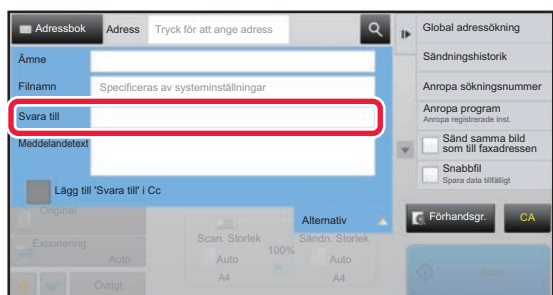 Adressbok
Adress
Tryck för att ange adress
Ämne
Filnamn
Specificeras av systeminställningar
Svara till
Meddelandetext
Lägg till 'Svara till' i Cc
Original
Alternativ
Scan. Storlek
Sändn. Storlek
Exponering
100%
Auto
Auto
Auto
A4
A4
Övrigt
Global adressökning
Sändningshistorik
Anropa sökningsnummer
Anropa program
Anropa registrerade inst.
Sänd samma bild
som till faxadressen
Snabbfil
Spara data tillfälligt
Förhandsgr.
CA
Start